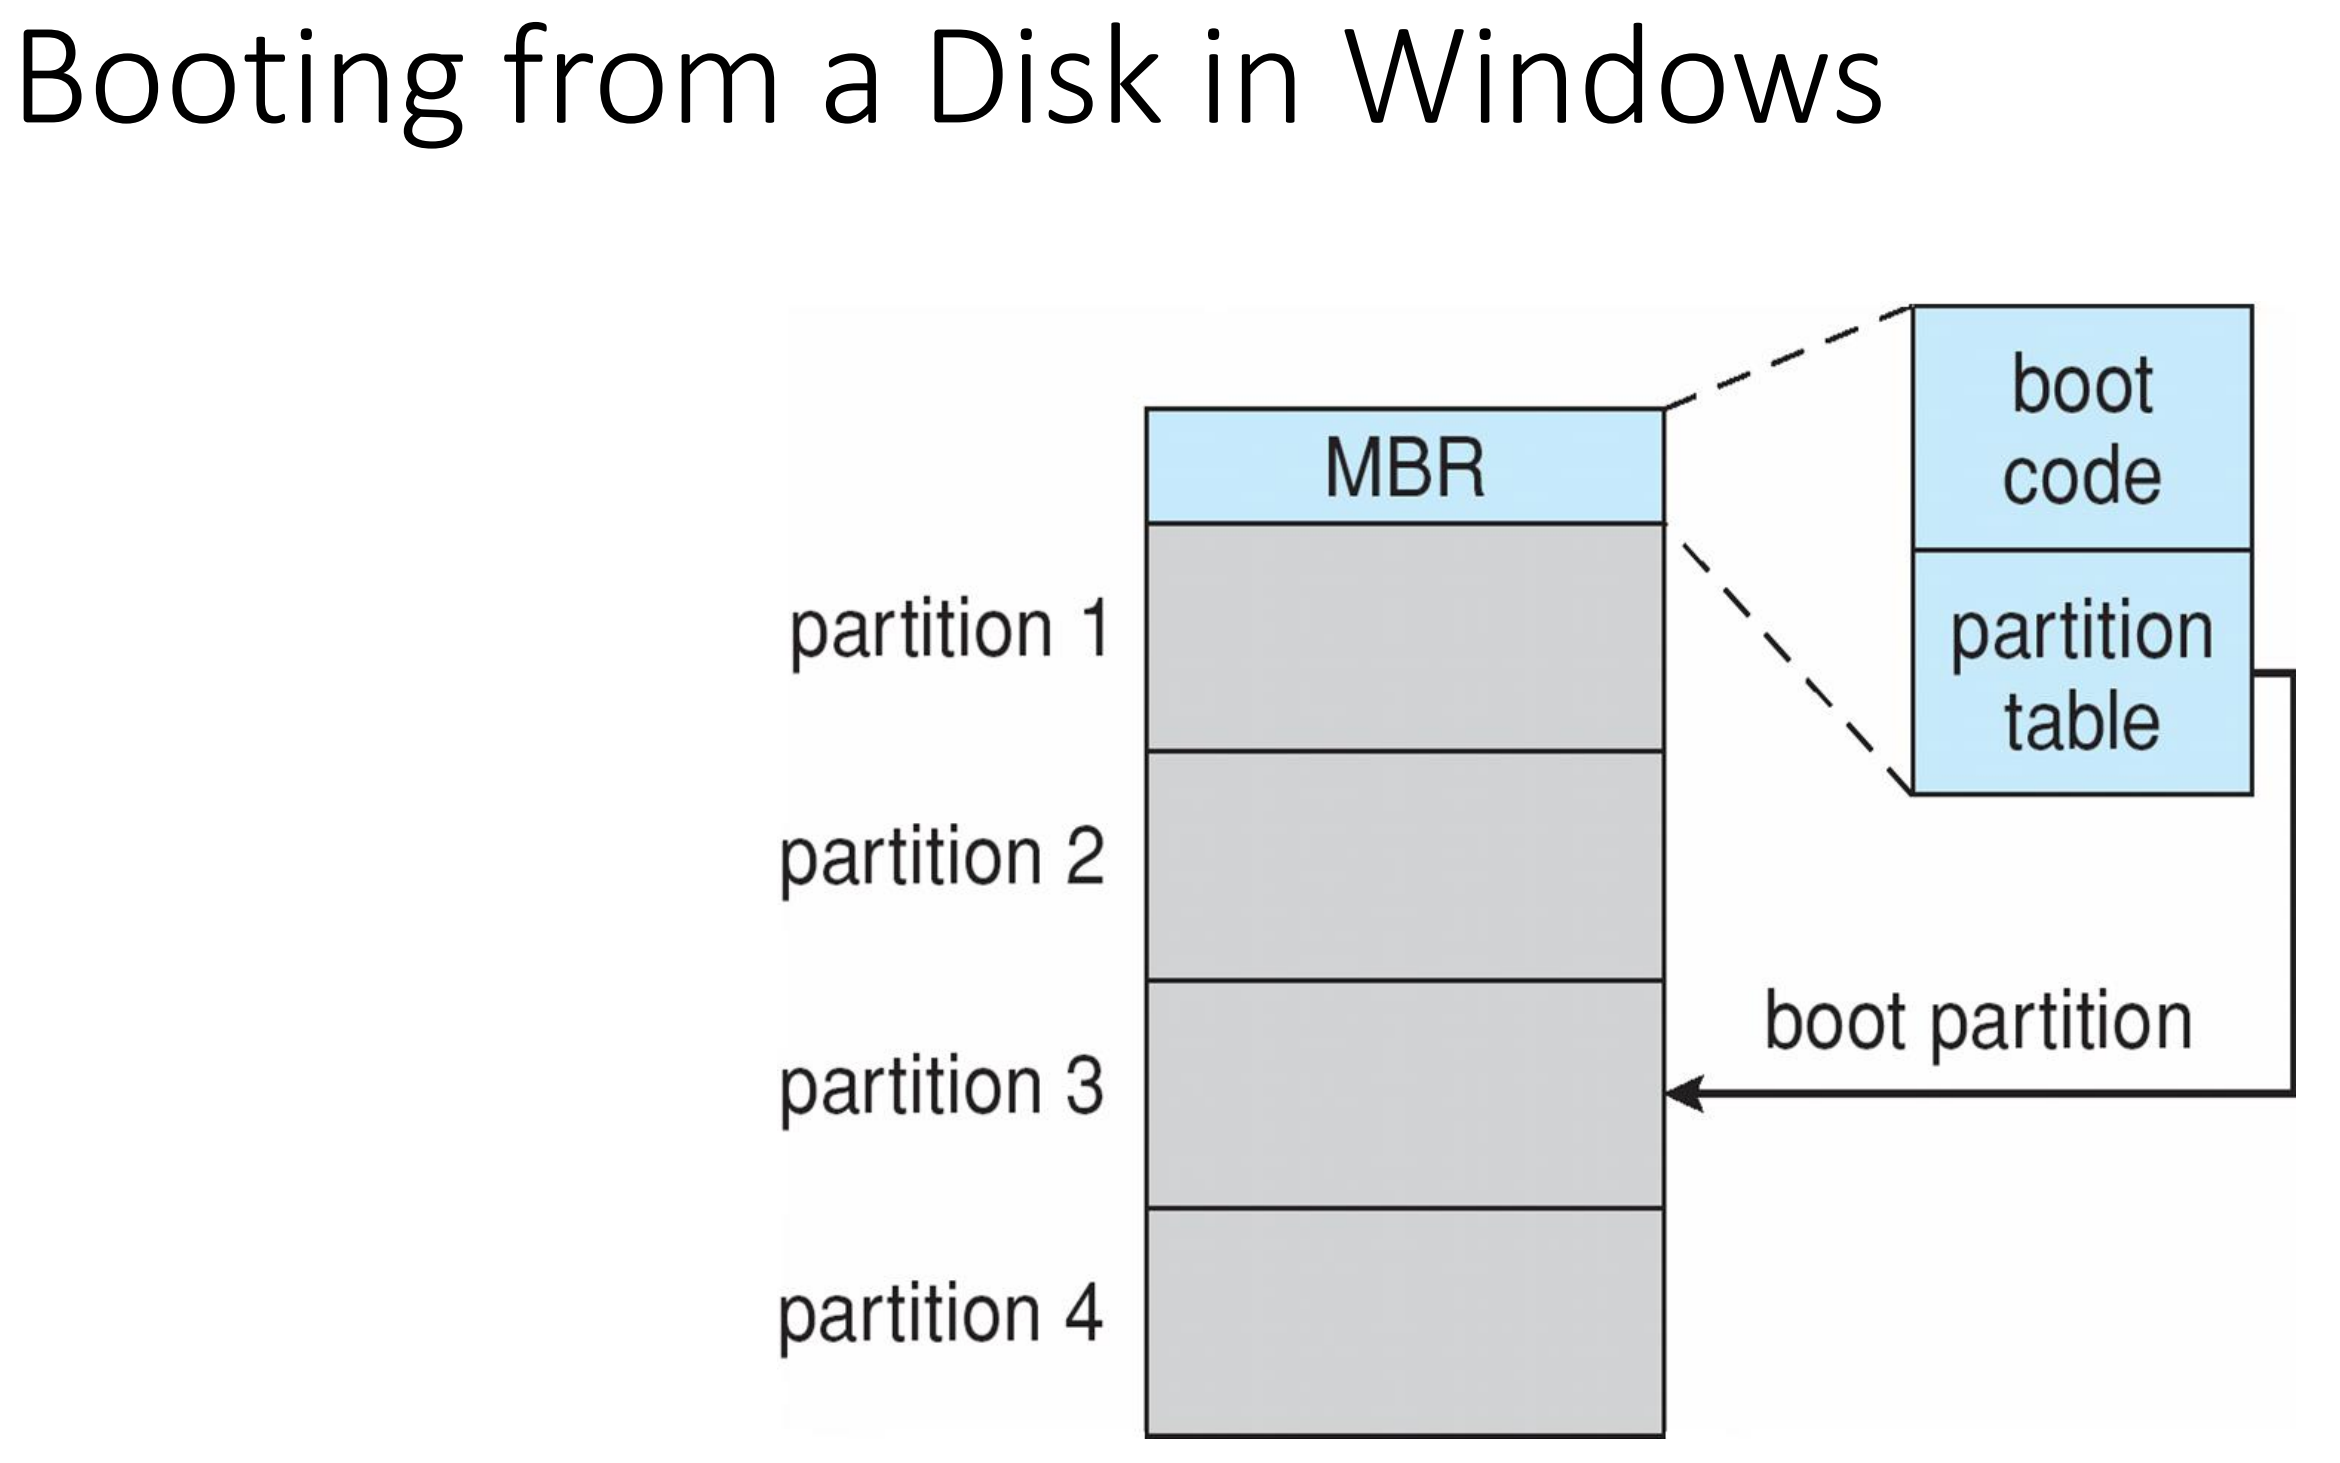 Booting from a Disk in Windows
boot
code
MBR
partition 1
partition
table
partition 2
boot partition
partition 3
partition 4